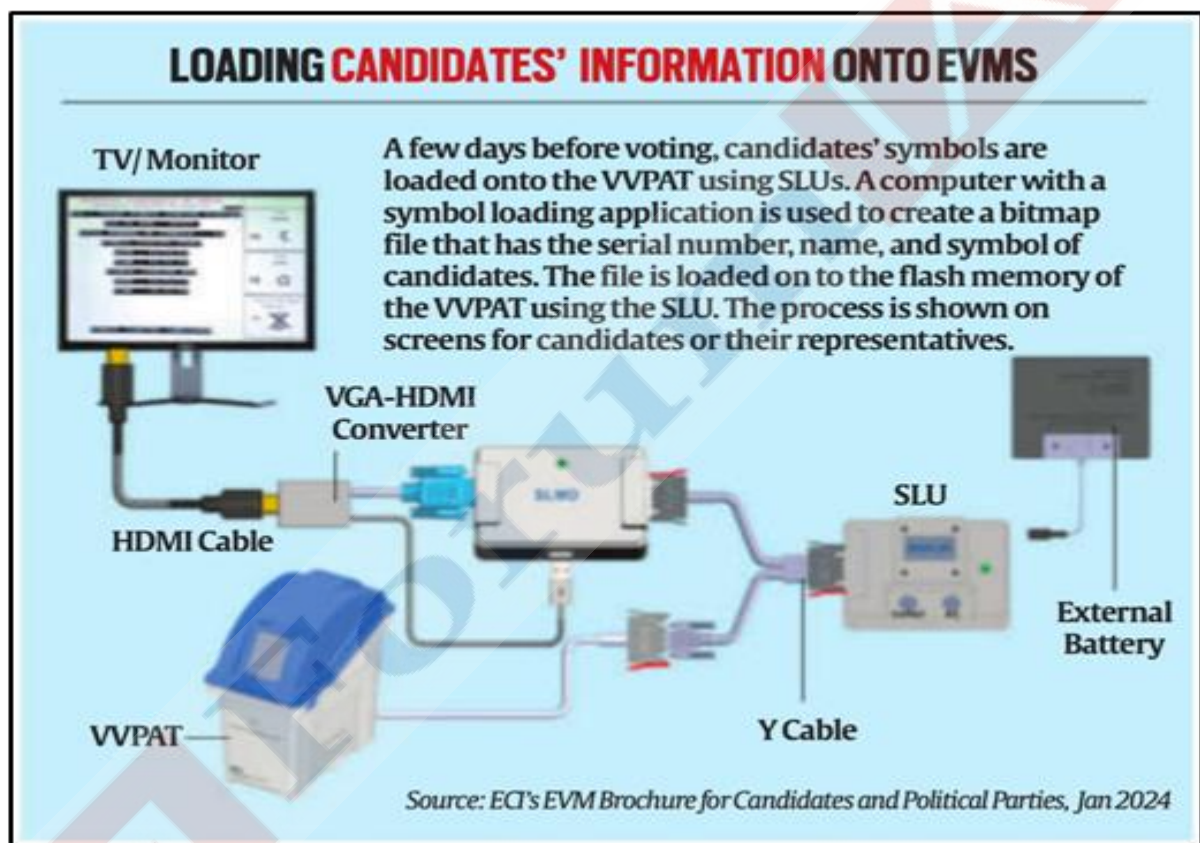 LOADING CANDIDATES' INFORMATION ONTO EVMS
TV/Monitor
A few days before voting, candidates' symbols are
loaded onto the VVPAT using SLUs. A computer with a
symbol loading application is used to create a bitmap
file that has the serial number, name, and symbol of
candidates. The file is loaded on to the flash memory of
the VVPAT using the SLU. The process is shown on
screens for candidates or their representatives.
VGA-HDMI
Converter
SLMD
SLU
HDMI Cable
External
Battery
VVPAT
Y Cable
Source: ECI's EVM Brochure for Candidates and Political Parties, Jan 2024